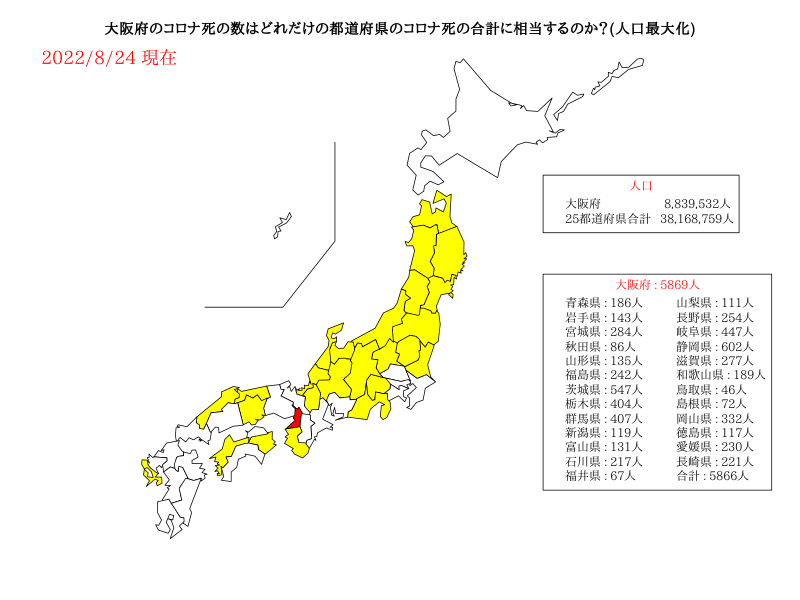 大阪府のコロナ死の数はどれだけの都道府県のコロナ死の合計に相当するのか?(人口最大化)
2022/8/24 現在
人口
大阪府 8,839,532人
25都道府県合計 38,168,759人
大阪府 : 5869人
青森県 : 186人 山梨県 : 111人
岩手県 : 143人 長野県 : 254人
宮城県 : 284人 岐阜県 : 447人
秋田県 : 86人 静岡県 : 602人
山形県 : 135人 滋賀県 : 277人
福島県 : 242人 和歌山県 : 189人
茨城県 : 547人 鳥取県 : 46人
栃木県 : 404人 島根県 : 72人
群馬県 : 407人 岡山県 : 332人
新潟県 : 119人 徳島県 : 117人
富山県 : 131人 愛媛県 : 230人
石川県 : 217人 長崎県 : 221人
福井県 : 67人 合計 : 5866人